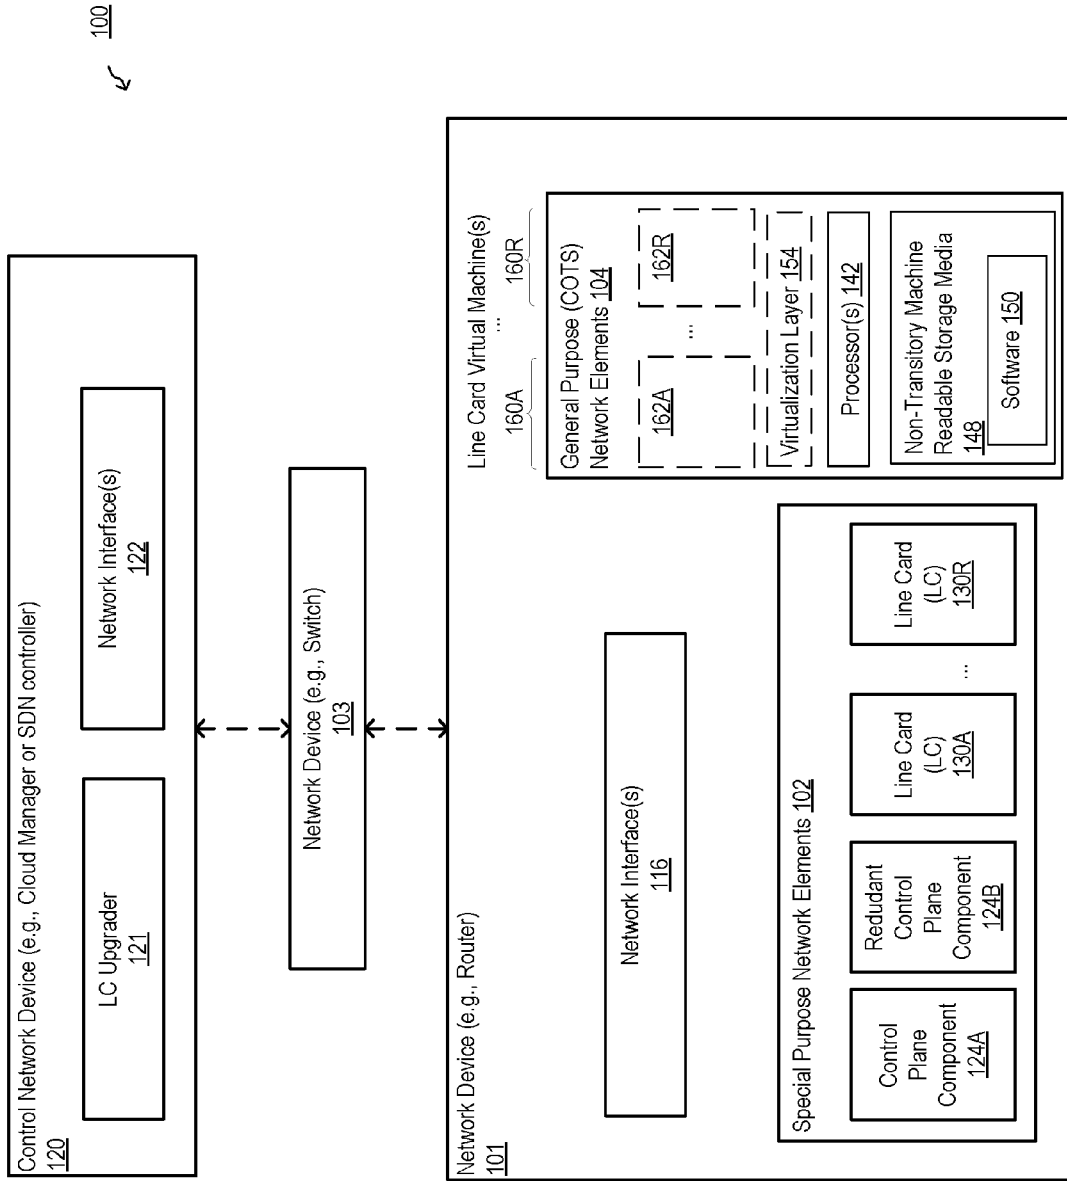 100
Control Network Device (e.g., Cloud Manager or SDN controller)
120
LC Upgrader
121
Network Interface(s)
122
Network Device (e.g., Switch)
103
Network Device (e.g., Router)
101
Network Interface(s)
116
Special Purpose Network Elements 102
Control
Plane
Component
124A
Redudant
Control
Plane
Component
124B
Line Card
(LC)
130A
...
Line Card
(LC)
130R
Line Card Virtual Machine(s)
160A
...
160R
General Purpose (COTS)
Network Elements 104
162A
...
162R
Virtualization Layer 154
Processor(s) 142
Non-Transitory Machine
Readable Storage Media
148
Software 150